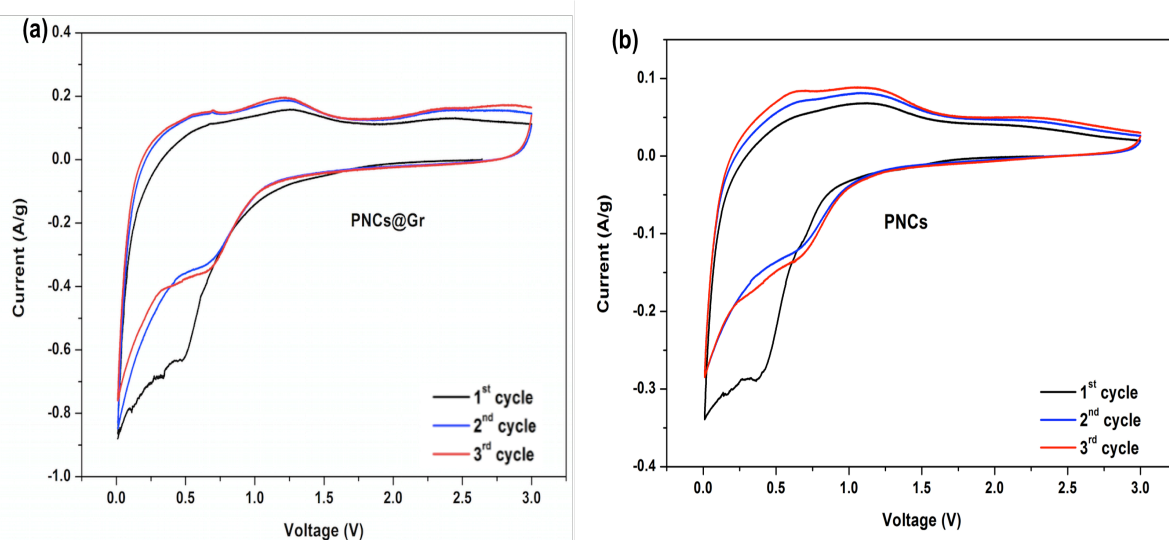 (a)
0.4
0.2
0.0
-0.2
-0.4
-0.6
-0.8
-1.0
Current (A/g)
PNCs@Gr
1st cycle
2nd cycle
3rd cycle
0.0 0.5 1.0 1.5 2.0 2.5 3.0
Voltage (V)
(b)
0.1
0.0
-0.1
-0.2
-0.3
-0.4
Current (A/g)
PNCs
1st cycle
2nd cycle
3rd cycle
0.0 0.5 1.0 1.5 2.0 2.5 3.0
Voltage (V)